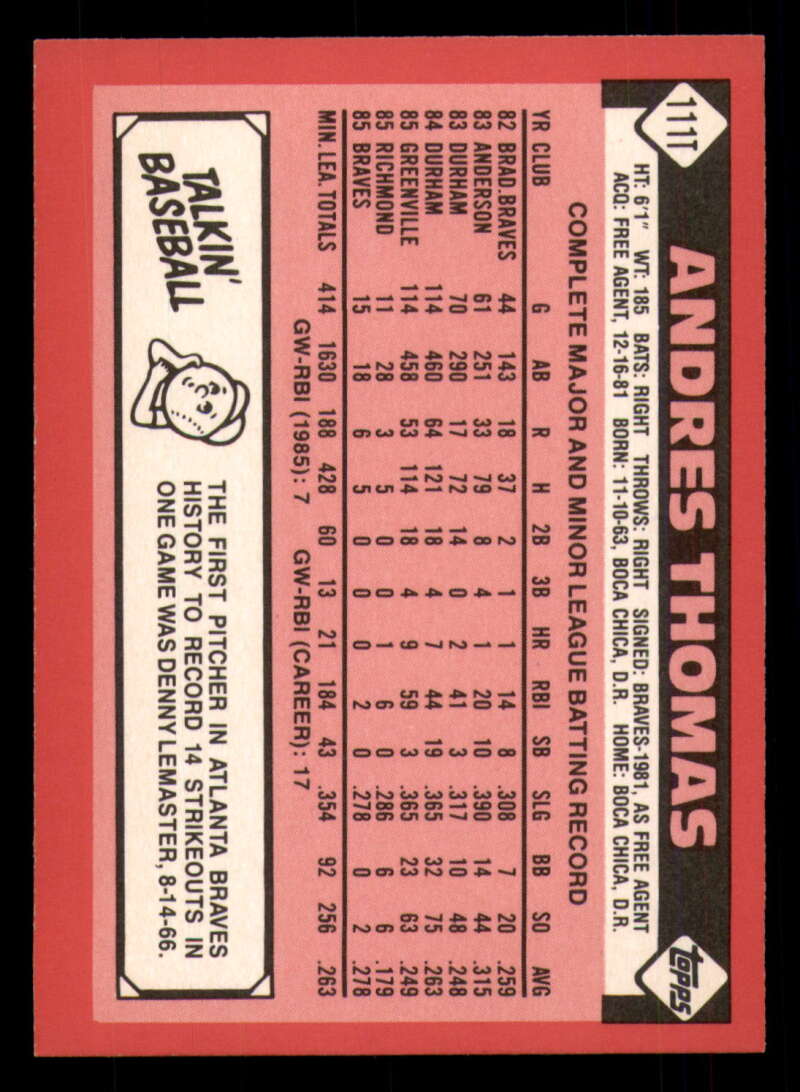 111T
ANDRES THOMAS
topps
HT: 6'1" WT: 185 BATS: RIGHT THROWS: RIGHT SIGNED: BRAVES-1981, AS FREE AGENT
ACQ: FREE AGENT, 12-16-81 BORN: 11-10-63, BOCA CHICA, D.R. HOME: BOCA CHICA, D.R.
COMPLETE MAJOR AND MINOR LEAGUE BATTING RECORD
YR CLUB G AB R H 2B 3B HR RBI SB SLG BB SO AVG
82 BRAD.BRAVES 44 143 18 37 2 1 1 14 8 .308 7 20 .259
83 ANDERSON 61 251 33 79 8 4 1 20 10 .390 14 44 .315
83 DURHAM 70 290 17 72 14 0 2 41 3 .317 10 48 .248
84 DURHAM 114 460 64 121 18 4 7 44 19 .365 32 75 .263
85 GREENVILLE 114 458 53 114 18 4 9 59 3 .365 23 63 .249
85 RICHMOND 11 28 3 5 0 0 1 6 0 .286 6 6 .179
85 BRAVES 15 18 6 5 0 0 0 2 0 .278 0 2 .278
MIN. LEA. TOTALS 414 1630 188 428 60 13 21 184 43 .354 92 256 .263
GW-RBI (1985): 7 GW-RBI (CAREER): 17
TALKIN'
BASEBALL
THE FIRST PITCHER IN ATLANTA BRAVES
HISTORY TO RECORD 14 STRIKEOUTS IN
ONE GAME WAS DENNY LEMASTER, 8-14-66.